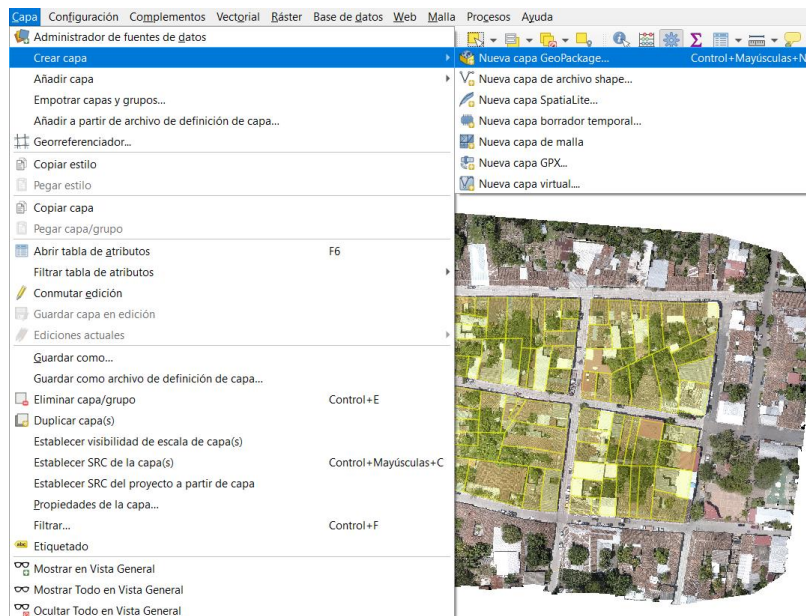 Capa Configuración Complementos Vectorial Ráster Base de datos Web Malla Procesos Ayuda
Administrador de fuentes de datos
Crear capa
Añadir capa
Empotrar capas y grupos...
Añadir a partir de archivo de definición de capa...
Georreferenciador...
Copiar estilo
Pegar estilo
Copiar capa
Pegar capa/grupo
Abrir tabla de atributos F6
Filtrar tabla de atributos
Conmutar edición
Guardar capa en edición
Ediciones actuales
Guardar como...
Guardar como archivo de definición de capa...
Eliminar capa/grupo Control+E
Duplicar capa(s)
Establecer visibilidad de escala de capa(s)
Establecer SRC de la capa(s) Control+Mayúsculas+C
Establecer SRC del proyecto a partir de capa
Propiedades de la capa...
Filtrar... Control+F
abc Etiquetado
Mostrar en Vista General
Mostrar Todo en Vista General
Ocultar Todo en Vista General
Nueva capa GeoPackage... Control+Mayúsculas+N
Nueva capa de archivo shape...
Nueva capa SpatiaLite...
Nueva capa borrador temporal...
Nueva capa de malla
Nueva capa GPX...
Nueva capa virtual...